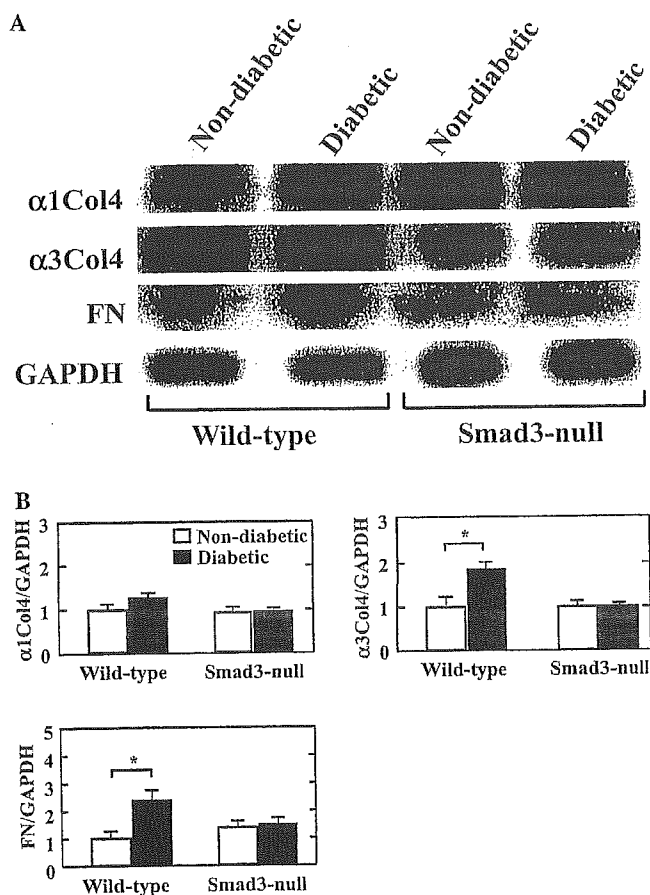 A
Non-diabetic
Diabetic
Non-diabetic
Diabetic
α1Col4
α3Col4
FN
GAPDH
Wild-type
Smad3-null
B
α1Col4/GAPDH
3
2
1
0
Non-diabetic
Diabetic
Wild-type
Smad3-null
α3Col4/GAPDH
3
2
1
0
*
Wild-type
Smad3-null
FN/GAPDH
5
4
3
2
1
0
*
Wild-type
Smad3-null